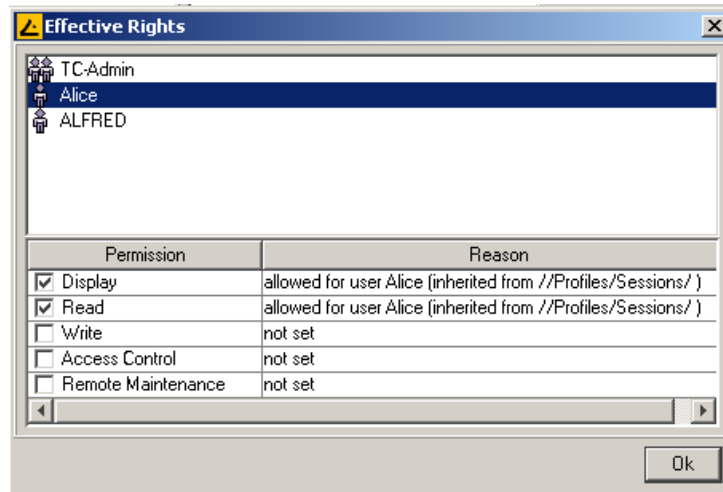 Effective Rights
TC-Admin
Alice
ALFRED
Permission Reason
Display allowed for user Alice (inherited from //Profiles/Sessions/ )
Read allowed for user Alice (inherited from //Profiles/Sessions/ )
Write not set
Access Control not set
Remote Maintenance not set
Ok